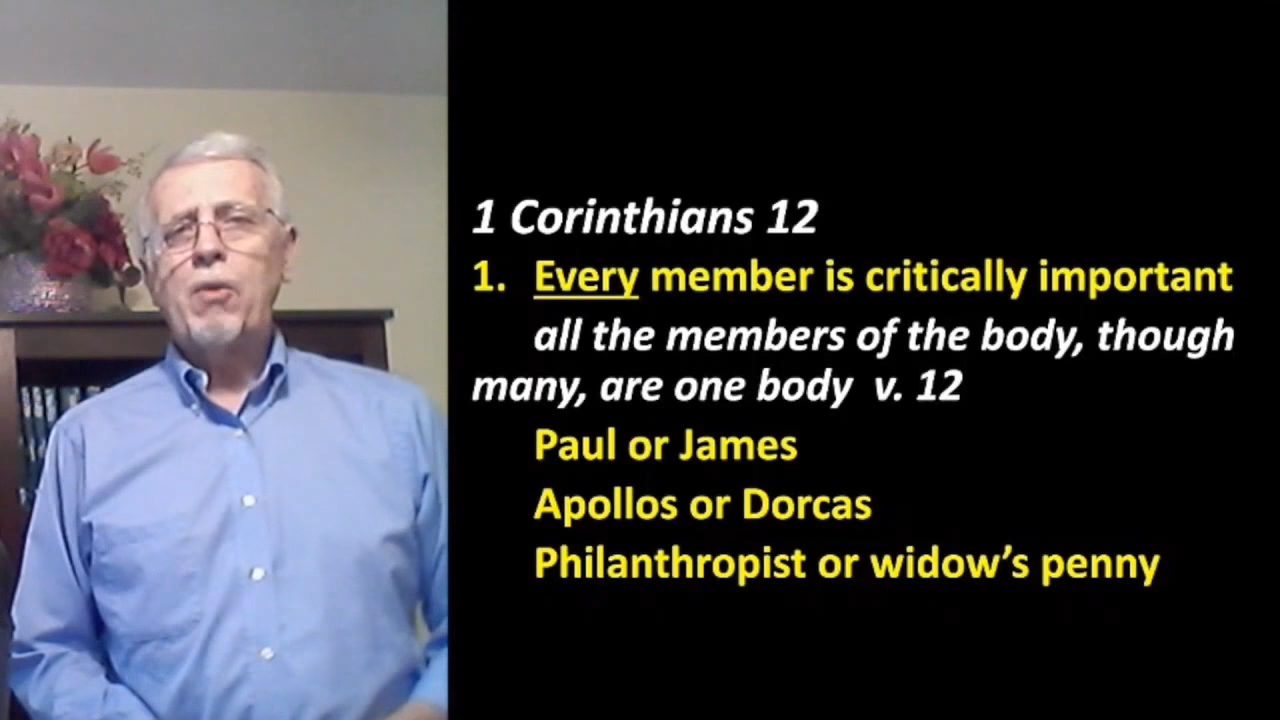 1 Corinthians 12
1. Every member is critically important
all the members of the body, though
many, are one body v. 12
Paul or James
Apollos or Dorcas
Philanthropist or widow’s penny